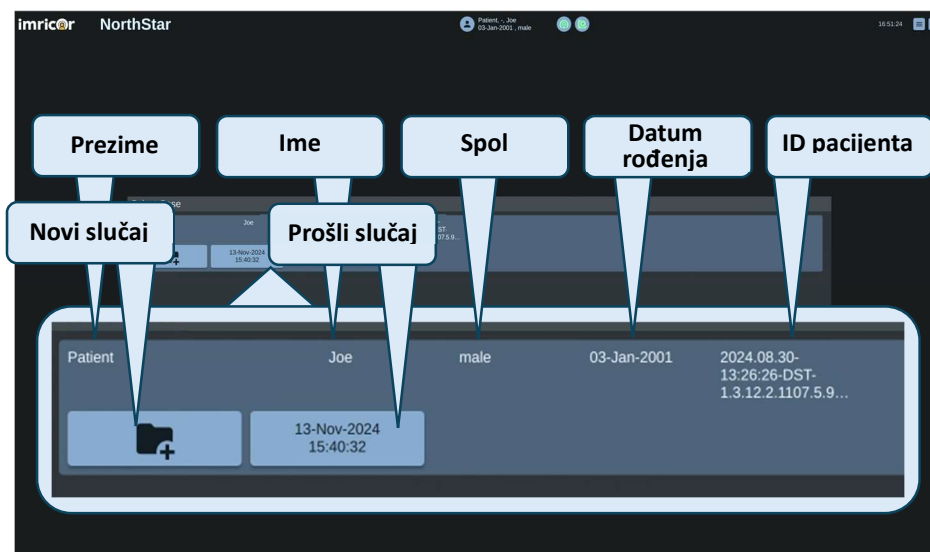 imricor NorthStar
Patient, -, Joe
03-Jan-2001 , male
16:51:24
Prezime
Ime
Spol
Datum
rođenja
ID pacijenta
Novi slučaj
Prošli slučaj
Joe
13-Nov-2024
15:40:32
Patient
Joe
male
03-Jan-2001
2024.08.30-
13:26:26-DST-
1.3.12.2.1107.5.9...
13-Nov-2024
15:40:32